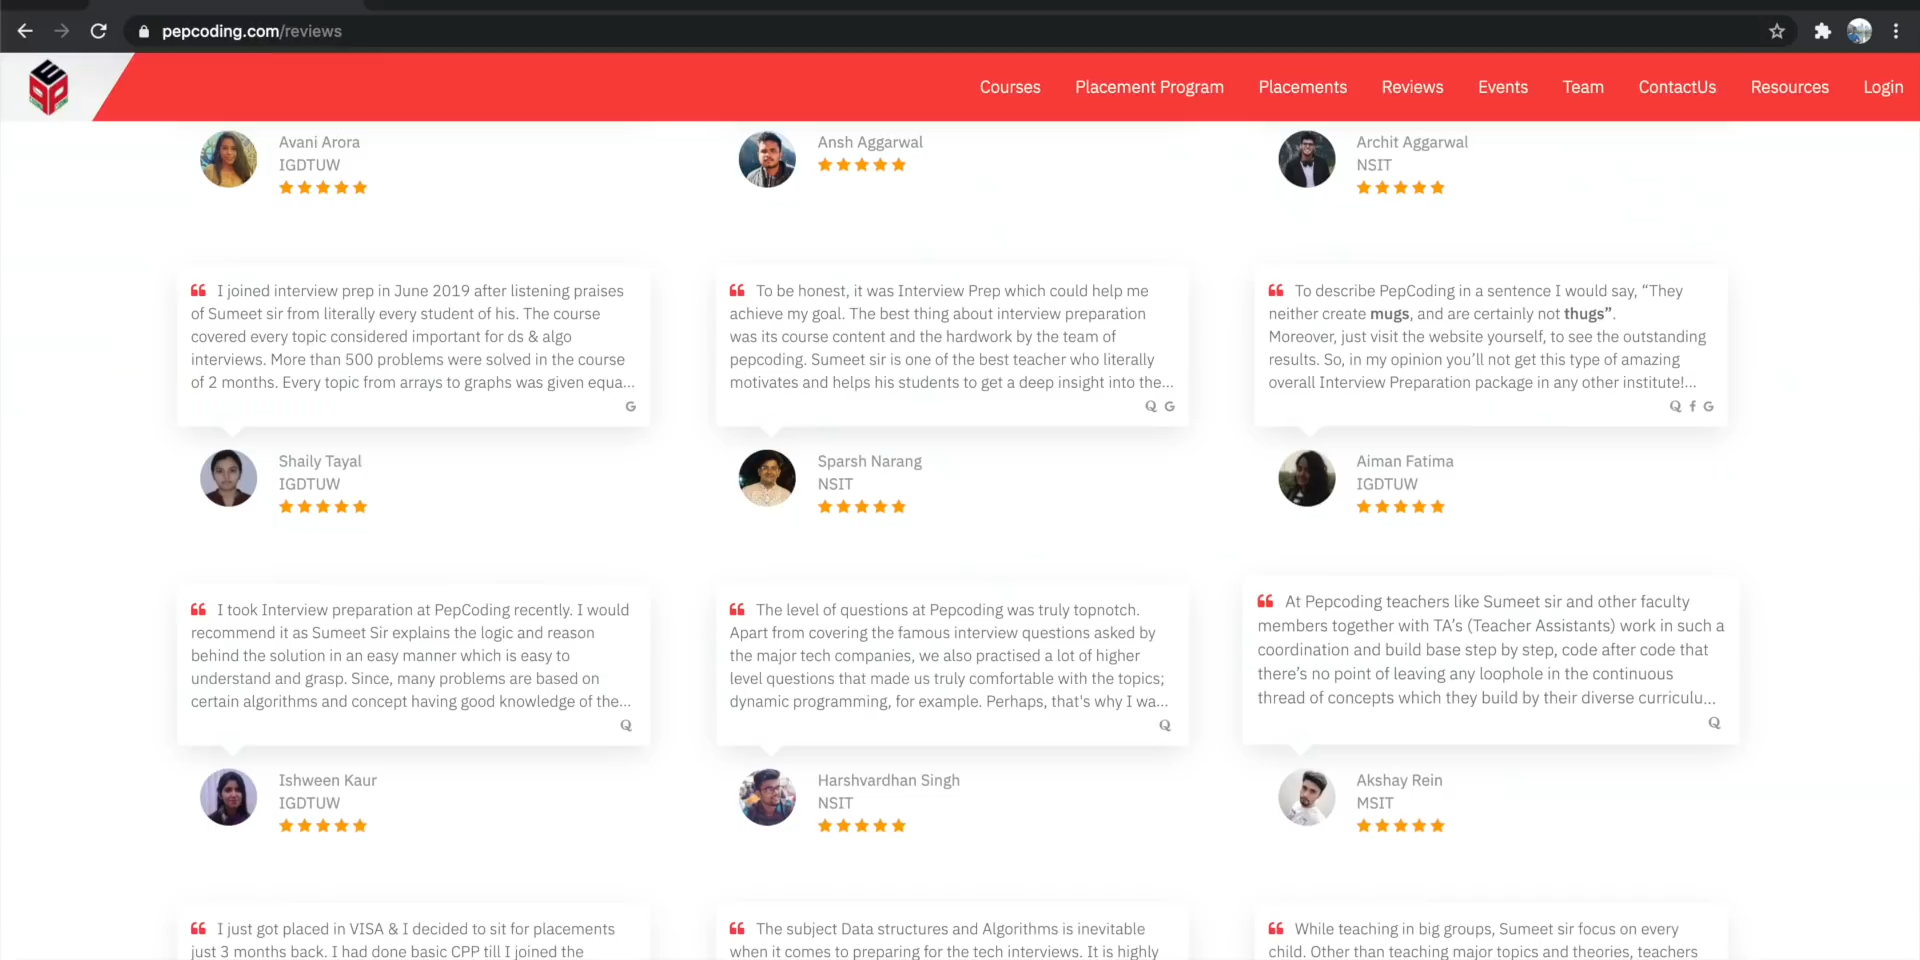 pepcoding.com/reviews
Courses
Placement Program
Placements
Reviews
Events
Team
ContactUs
Resources
Login
Avani Arora
IGDTUW
Ansh Aggarwal
Archit Aggarwal
NSIT
I joined interview prep in June 2019 after listening praises
of Sumeet sir from literally every student of his. The course
covered every topic considered important for ds & algo
interviews. More than 500 problems were solved in the course
of 2 months. Every topic from arrays to graphs was given equa...
Shaily Tayal
IGDTUW
To be honest, it was Interview Prep which could help me
achieve my goal. The best thing about interview preparation
was its course content and the hardwork by the team of
pepcoding. Sumeet sir is one of the best teacher who literally
motivates and helps his students to get a deep insight into the...
Sparsh Narang
NSIT
To describe PepCoding in a sentence I would say, “They
neither create mugs, and are certainly not thugs”.
Moreover, just visit the website yourself, to see the outstanding
results. So, in my opinion you’ll not get this type of amazing
overall Interview Preparation package in any other institute!...
Aiman Fatima
IGDTUW
I took Interview preparation at PepCoding recently. I would
recommend it as Sumeet Sir explains the logic and reason
behind the solution in an easy manner which is easy to
understand and grasp. Since, many problems are based on
certain algorithms and concept having good knowledge of the...
Ishween Kaur
IGDTUW
The level of questions at Pepcoding was truly topnotch.
Apart from covering the famous interview questions asked by
the major tech companies, we also practised a lot of higher
level questions that made us truly comfortable with the topics;
dynamic programming, for example. Perhaps, that's why I wa...
Harshvardhan Singh
NSIT
At Pepcoding teachers like Sumeet sir and other faculty
members together with TA’s (Teacher Assistants) work in such a
coordination and build base step by step, code after code that
there’s no point of leaving any loophole in the continuous
thread of concepts which they build by their diverse curriculu...
Akshay Rein
MSIT
I just got placed in VISA & I decided to sit for placements
just 3 months back. I had done basic CPP till I joined the
The subject Data structures and Algorithms is inevitable
when it comes to preparing for the tech interviews. It is highly
While teaching in big groups, Sumeet sir focus on every
child. Other than teaching major topics and theories, teachers